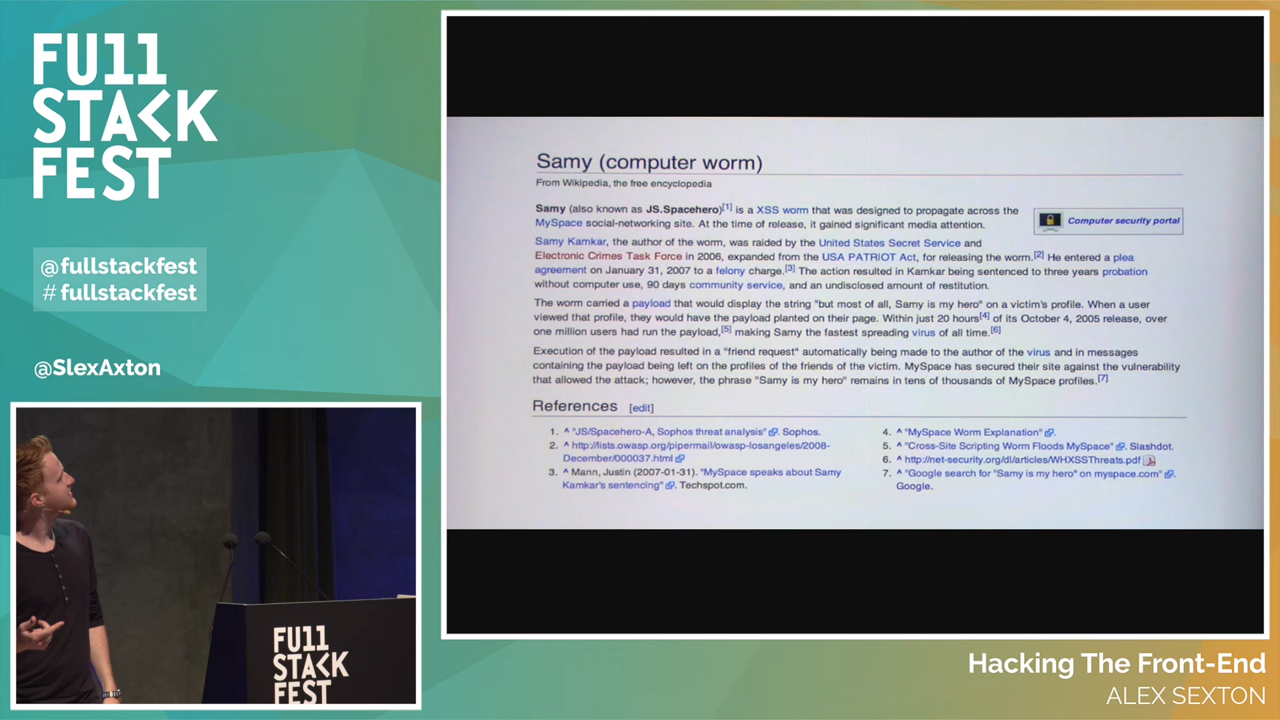 FU11
STACK
FEST
@fullstackfest
# fullstackfest
@SlexAxton
Samy (computer worm)
From Wikipedia, the free encyclopedia
Samy (also known as JS.Spacehero)[1] is a XSS worm that was designed to propagate across the
MySpace social-networking site. At the time of release, it gained significant media attention.
Computer security portal
Samy Kamkar, the author of the worm, was raided by the United States Secret Service and
Electronic Crimes Task Force in 2006, expanded from the USA PATRIOT Act, for releasing the worm.[2] He entered a plea
agreement on January 31, 2007 to a felony charge.[3] The action resulted in Kamkar being sentenced to three years probation
without computer use, 90 days community service, and an undisclosed amount of restitution.
The worm carried a payload that would display the string "but most of all, Samy is my hero" on a victim's profile. When a user
viewed that profile, they would have the payload planted on their page. Within just 20 hours[4] of its October 4, 2005 release, over
one million users had run the payload,[5] making Samy the fastest spreading virus of all time.[6]
Execution of the payload resulted in a "friend request" automatically being made to the author of the virus and in messages
containing the payload being left on the profiles of the friends of the victim. MySpace has secured their site against the vulnerability
that allowed the attack; however, the phrase "Samy is my hero" remains in tens of thousands of MySpace profiles.[7]
References [edit]
1. ^ "JS/Spacehero-A, Sophos threat analysis". Sophos.
2. ^ http://lists.owasp.org/pipermail/owasp-losangeles/2008-
December/000037.html
3. ^ Mann, Justin (2007-01-31). "MySpace speaks about Samy
Kamkar's sentencing". Techspot.com.
4. ^ "MySpace Worm Explanation".
5. ^ "Cross-Site Scripting Worm Floods MySpace". Slashdot.
6. ^ http://net-security.org/dl/articles/WHXSSThreats.pdf
7. ^ "Google search for "Samy is my hero" on myspace.com".
Google.
FU11
STACK
FEST
Hacking The Front-End
ALEX SEXTON